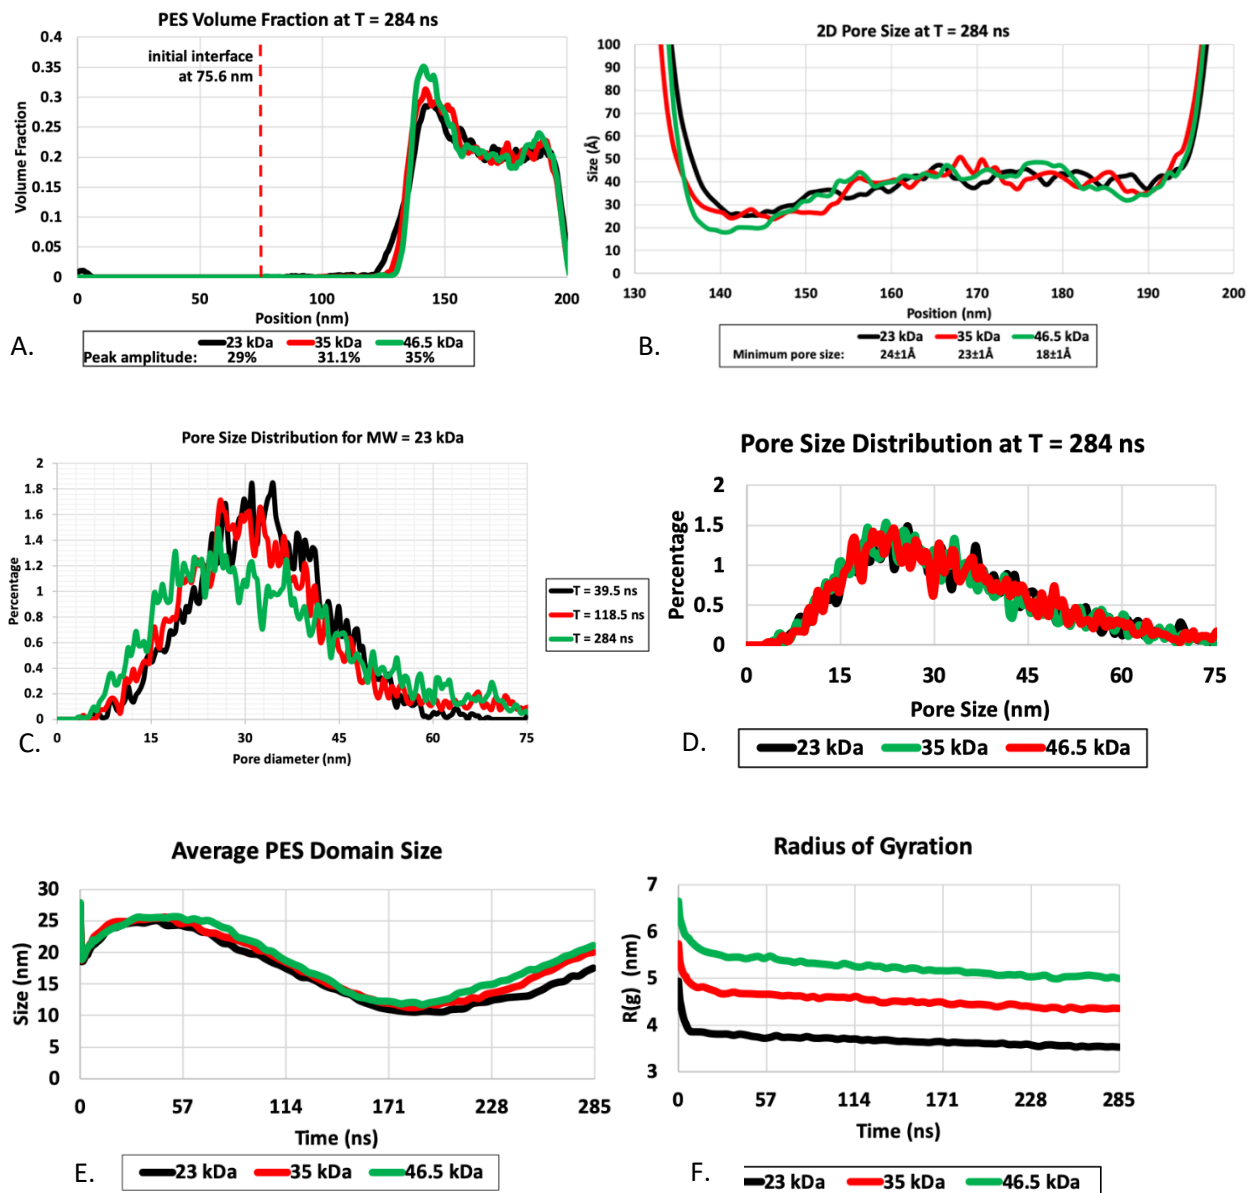 PES Volume Fraction at T = 284 ns
0.4
0.35
0.3
0.25
0.2
0.15
0.1
0.05
0
Volume Fraction
initial interface
at 75.6 nm
0 50 100 150 200
Position (nm)
23 kDa 35 kDa 46.5 kDa
Peak amplitude: 29% 31.1% 35%
A.
2D Pore Size at T = 284 ns
100
90
80
70
60
50
40
30
20
10
0
Size (Å)
130 140 150 160 170 180 190 200
Position (nm)
23 kDa 35 kDa 46.5 kDa
Minimum pore size: 24±1Å 23±1Å 18±1Å
B.
Pore Size Distribution for MW = 23 kDa
2
1.8
1.6
1.4
1.2
1
0.8
0.6
0.4
0.2
0
Percentage
0 15 30 45 60 75
Pore diameter (nm)
T = 39.5 ns
T = 118.5 ns
T = 284 ns
C.
Pore Size Distribution at T = 284 ns
2
1.5
1
0.5
0
Percentage
0 15 30 45 60 75
Pore Size (nm)
23 kDa 35 kDa 46.5 kDa
D.
Average PES Domain Size
30
25
20
15
10
5
0
Size (nm)
0 57 114 171 228 285
Time (ns)
23 kDa 35 kDa 46.5 kDa
E.
Radius of Gyration
7
6
5
4
3
R(g) (nm)
0 57 114 171 228 285
Time (ns)
23 kDa 35 kDa 46.5 kDa
F.